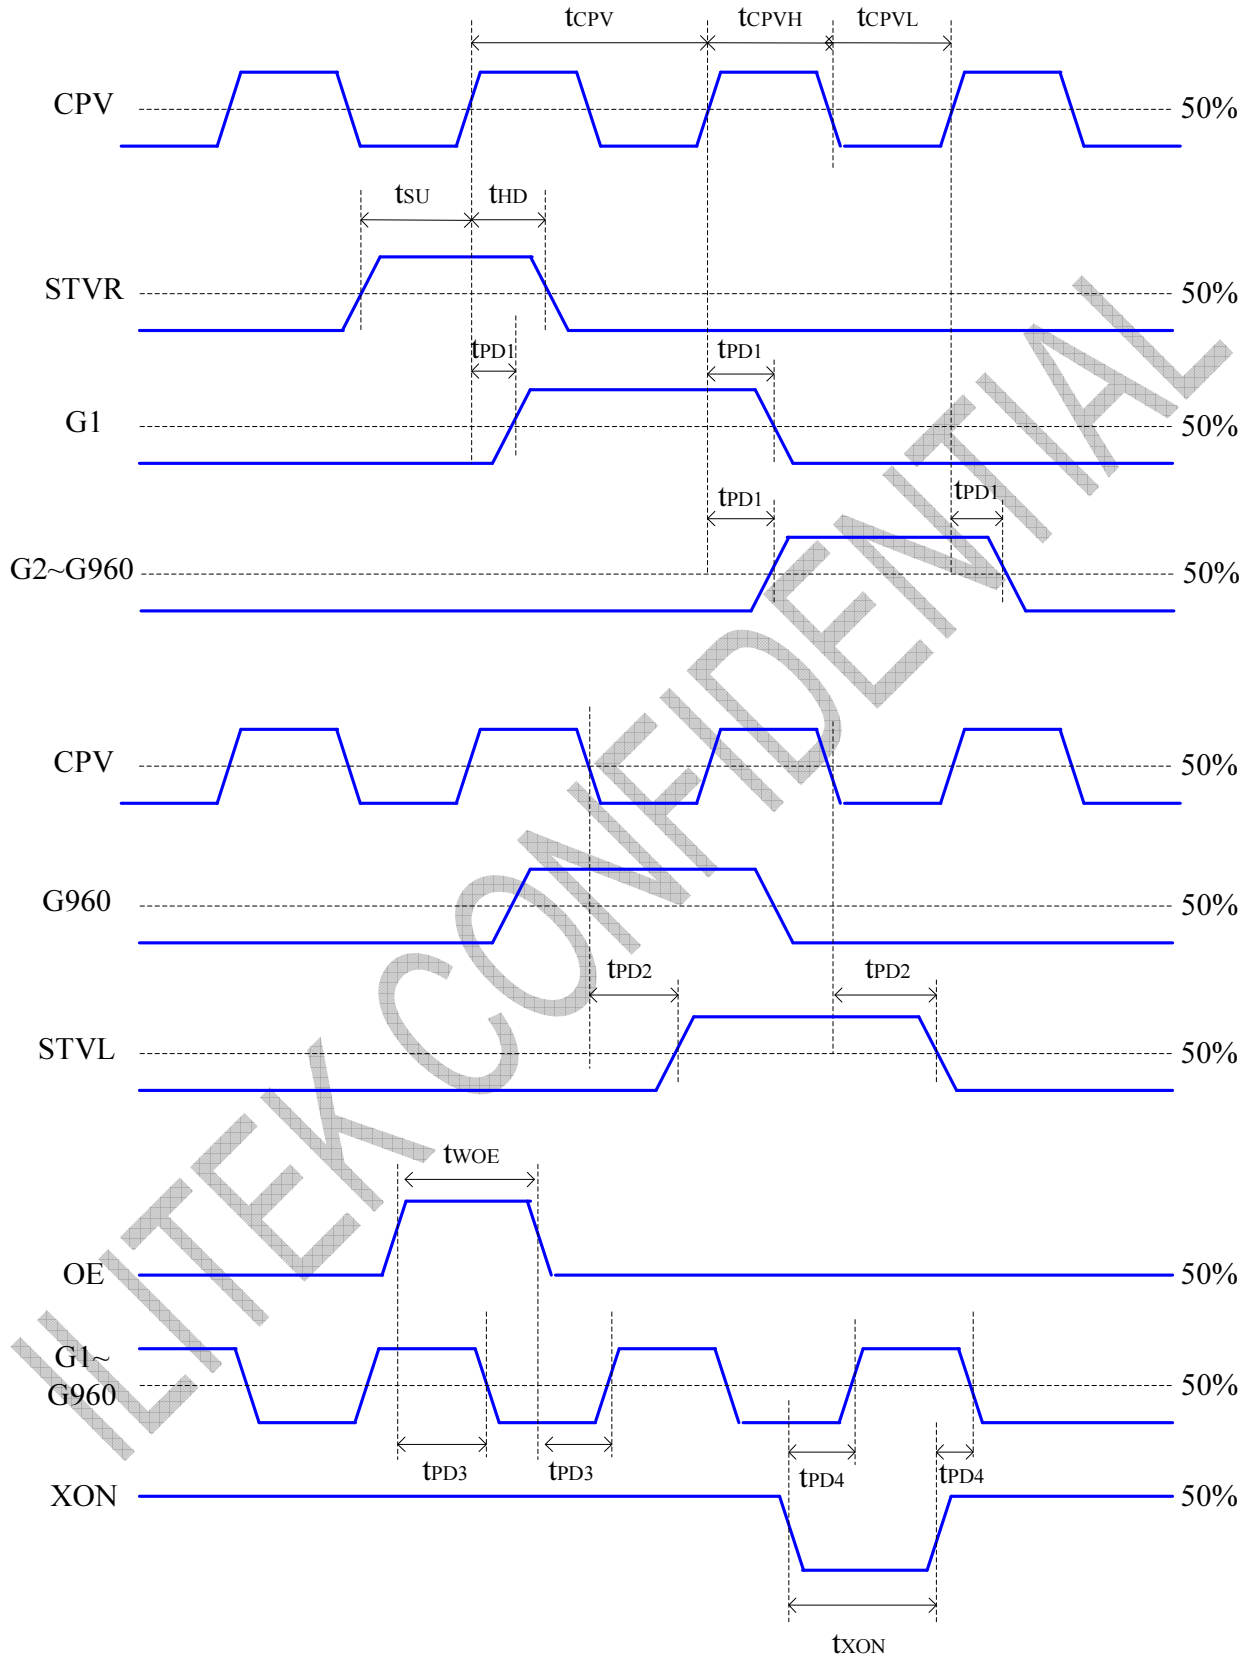 tCPV tCPVH tCPVL
CPV 50%
tSU tHD
STVR 50%
tPD1 tPD1
G1 50%
tPD1 tPD1
G2~G960 50%
CPV 50%
G960 50%
tPD2 tPD2
STVL 50%
tWOE
OE 50%
G1~
G960 50%
tPD3 tPD3 tPD4 tPD4
XON 50%
tXON
ILITEK CONFIDENTIAL